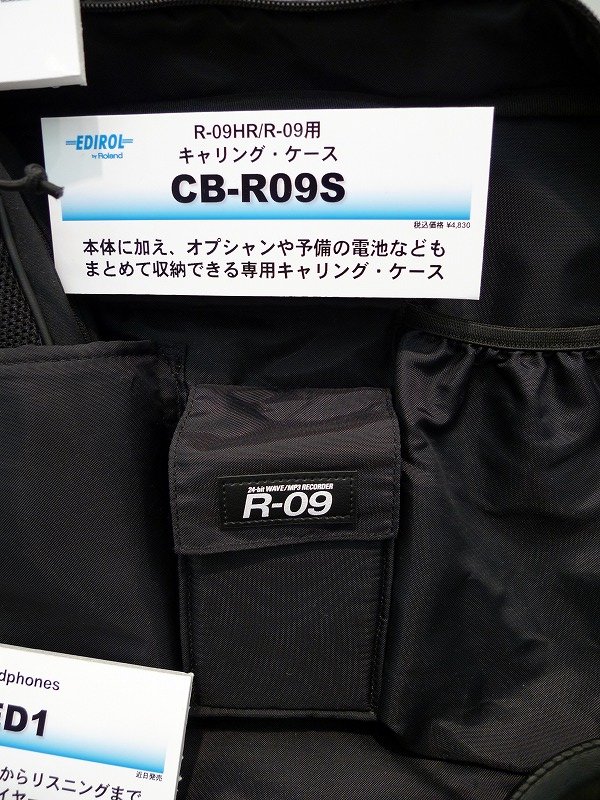 EDIROL
by Roland
R-09HR/R-09用
キャリング・ケース
CB-R09S
税込価格 ¥4,830
本体に加え、オプシャンや予備の電池なども
まとめて収納できる専用キャリング・ケース
24-bit WAVE/MP3 RECORDER
R-09
dphones
ED1
近日発売
からリスニングまで